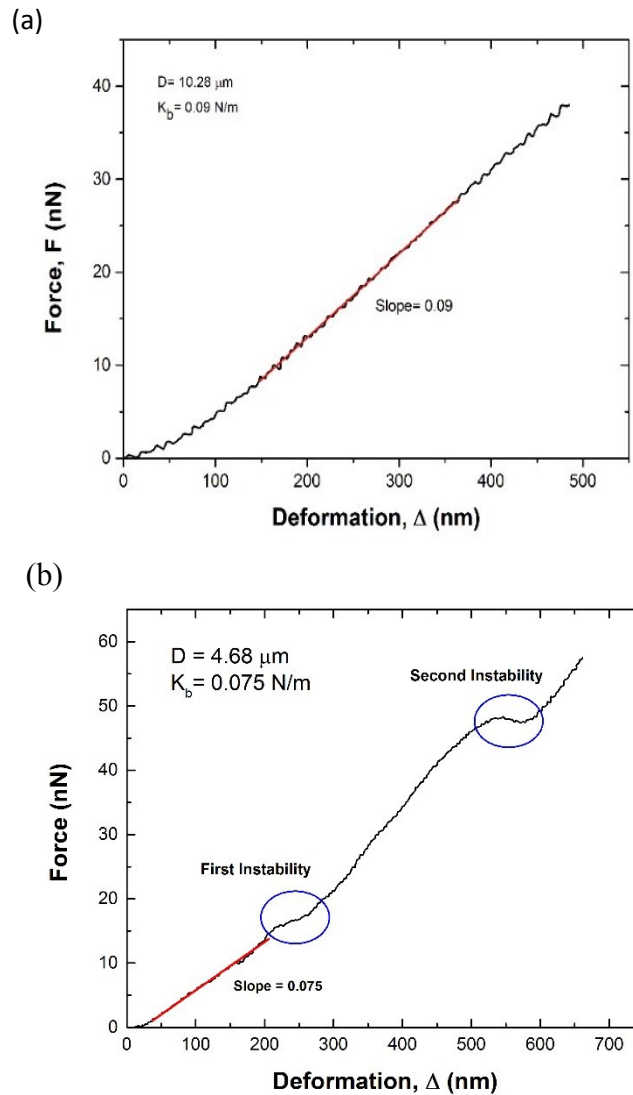 (a)
D= 10.28 μm
K_b= 0.09 N/m
40
30
20
10
0
Force, F (nN)
Slope= 0.09
0 100 200 300 400 500
Deformation, Δ (nm)
(b)
D = 4.68 μm
K_b= 0.075 N/m
Second Instability
First Instability
Slope = 0.075
60
50
40
30
20
10
0
Force (nN)
0 100 200 300 400 500 600 700
Deformation, Δ (nm)